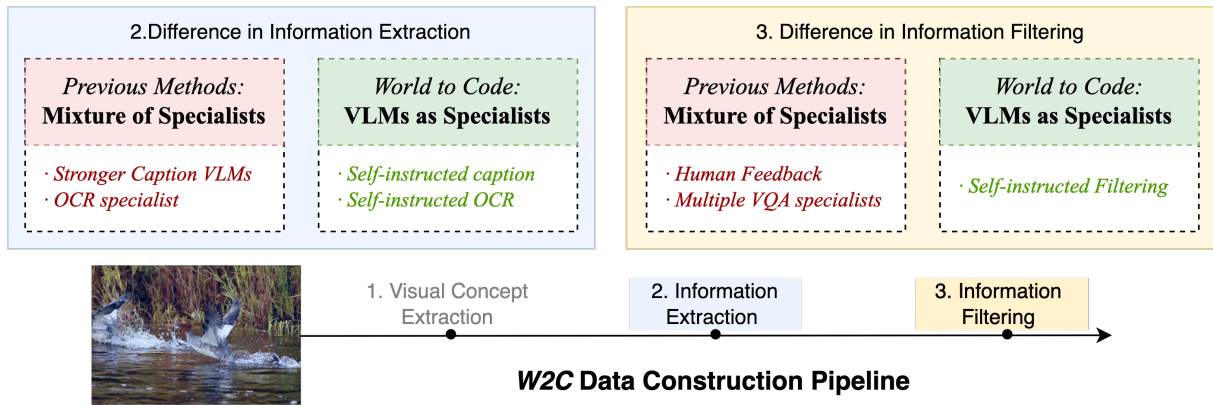 2.Difference in Information Extraction
Previous Methods:
Mixture of Specialists
· Stronger Caption VLMs
· OCR specialist
World to Code:
VLMs as Specialists
· Self-instructed caption
· Self-instructed OCR
3. Difference in Information Filtering
Previous Methods:
Mixture of Specialists
· Human Feedback
· Multiple VQA specialists
World to Code:
VLMs as Specialists
· Self-instructed Filtering
1. Visual Concept
Extraction
2. Information
Extraction
3. Information
Filtering
W2C Data Construction Pipeline